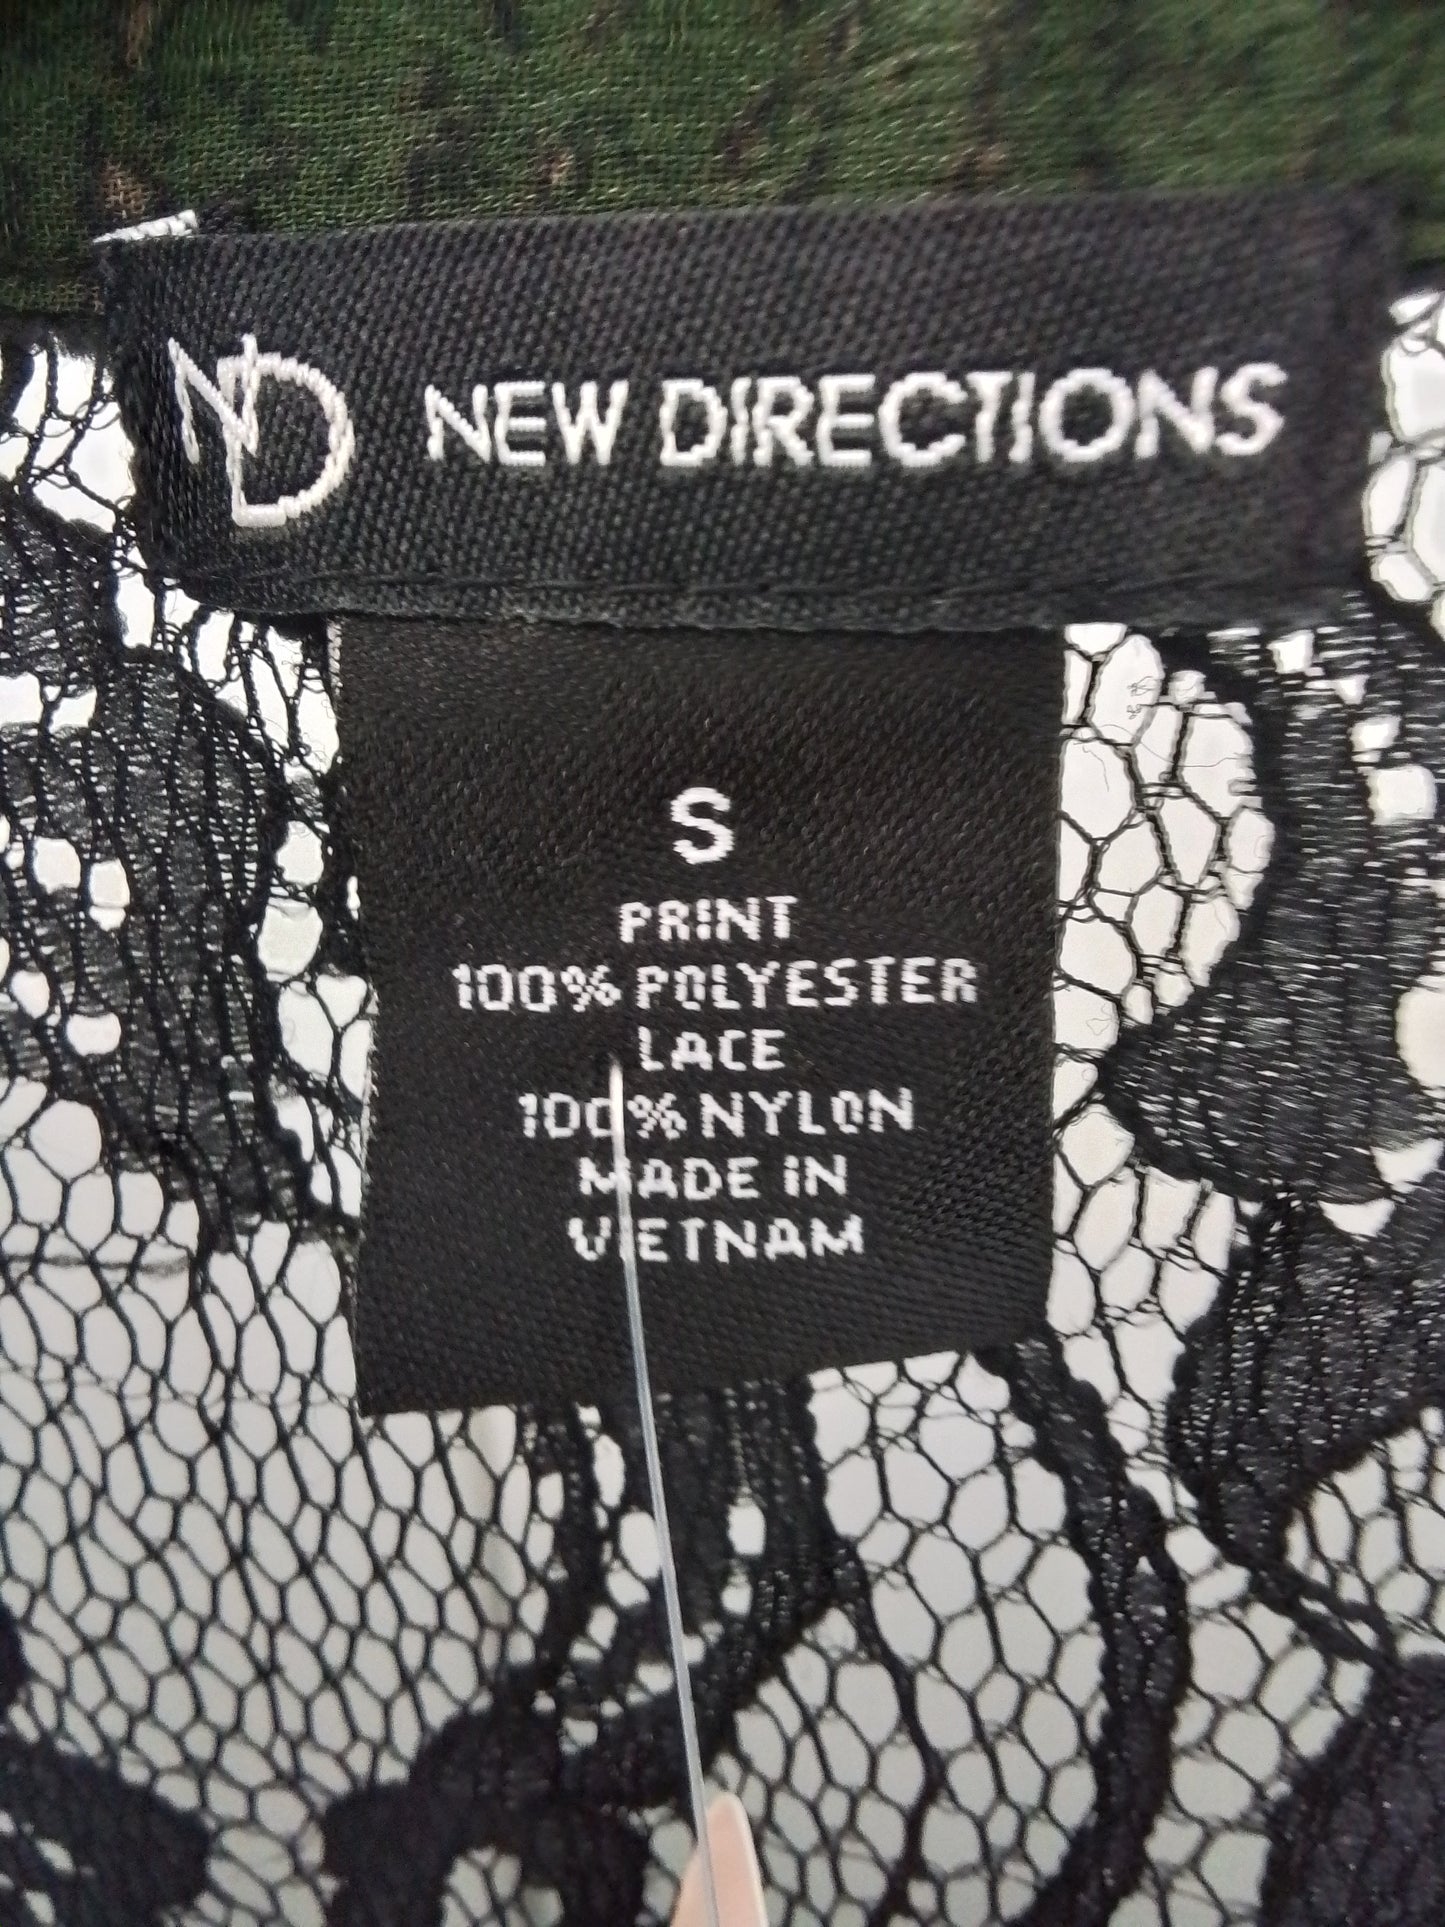 ND NEW DIRECTIONS
S
PRINT
100% POLYESTER
LACE
100% NYLON
MADE IN
VIETNAM